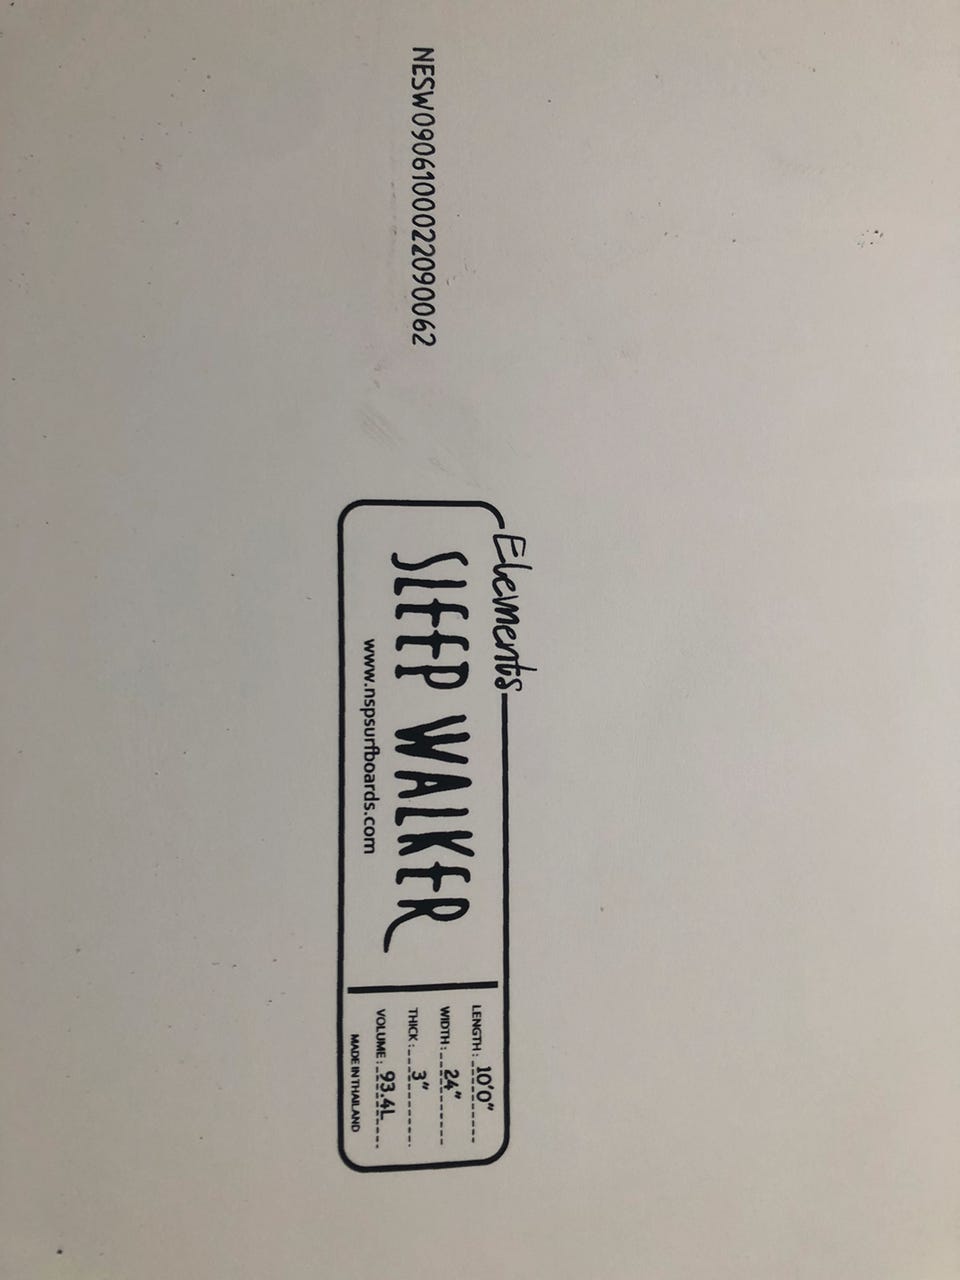 NESW0906100022090062
Elements
SLEEP WALKER
www.nspsurfboards.com
LENGTH: 10'0"
WIDTH: 24"
THICK: 3"
VOLUME: 93.4L
MADE IN THAILAND